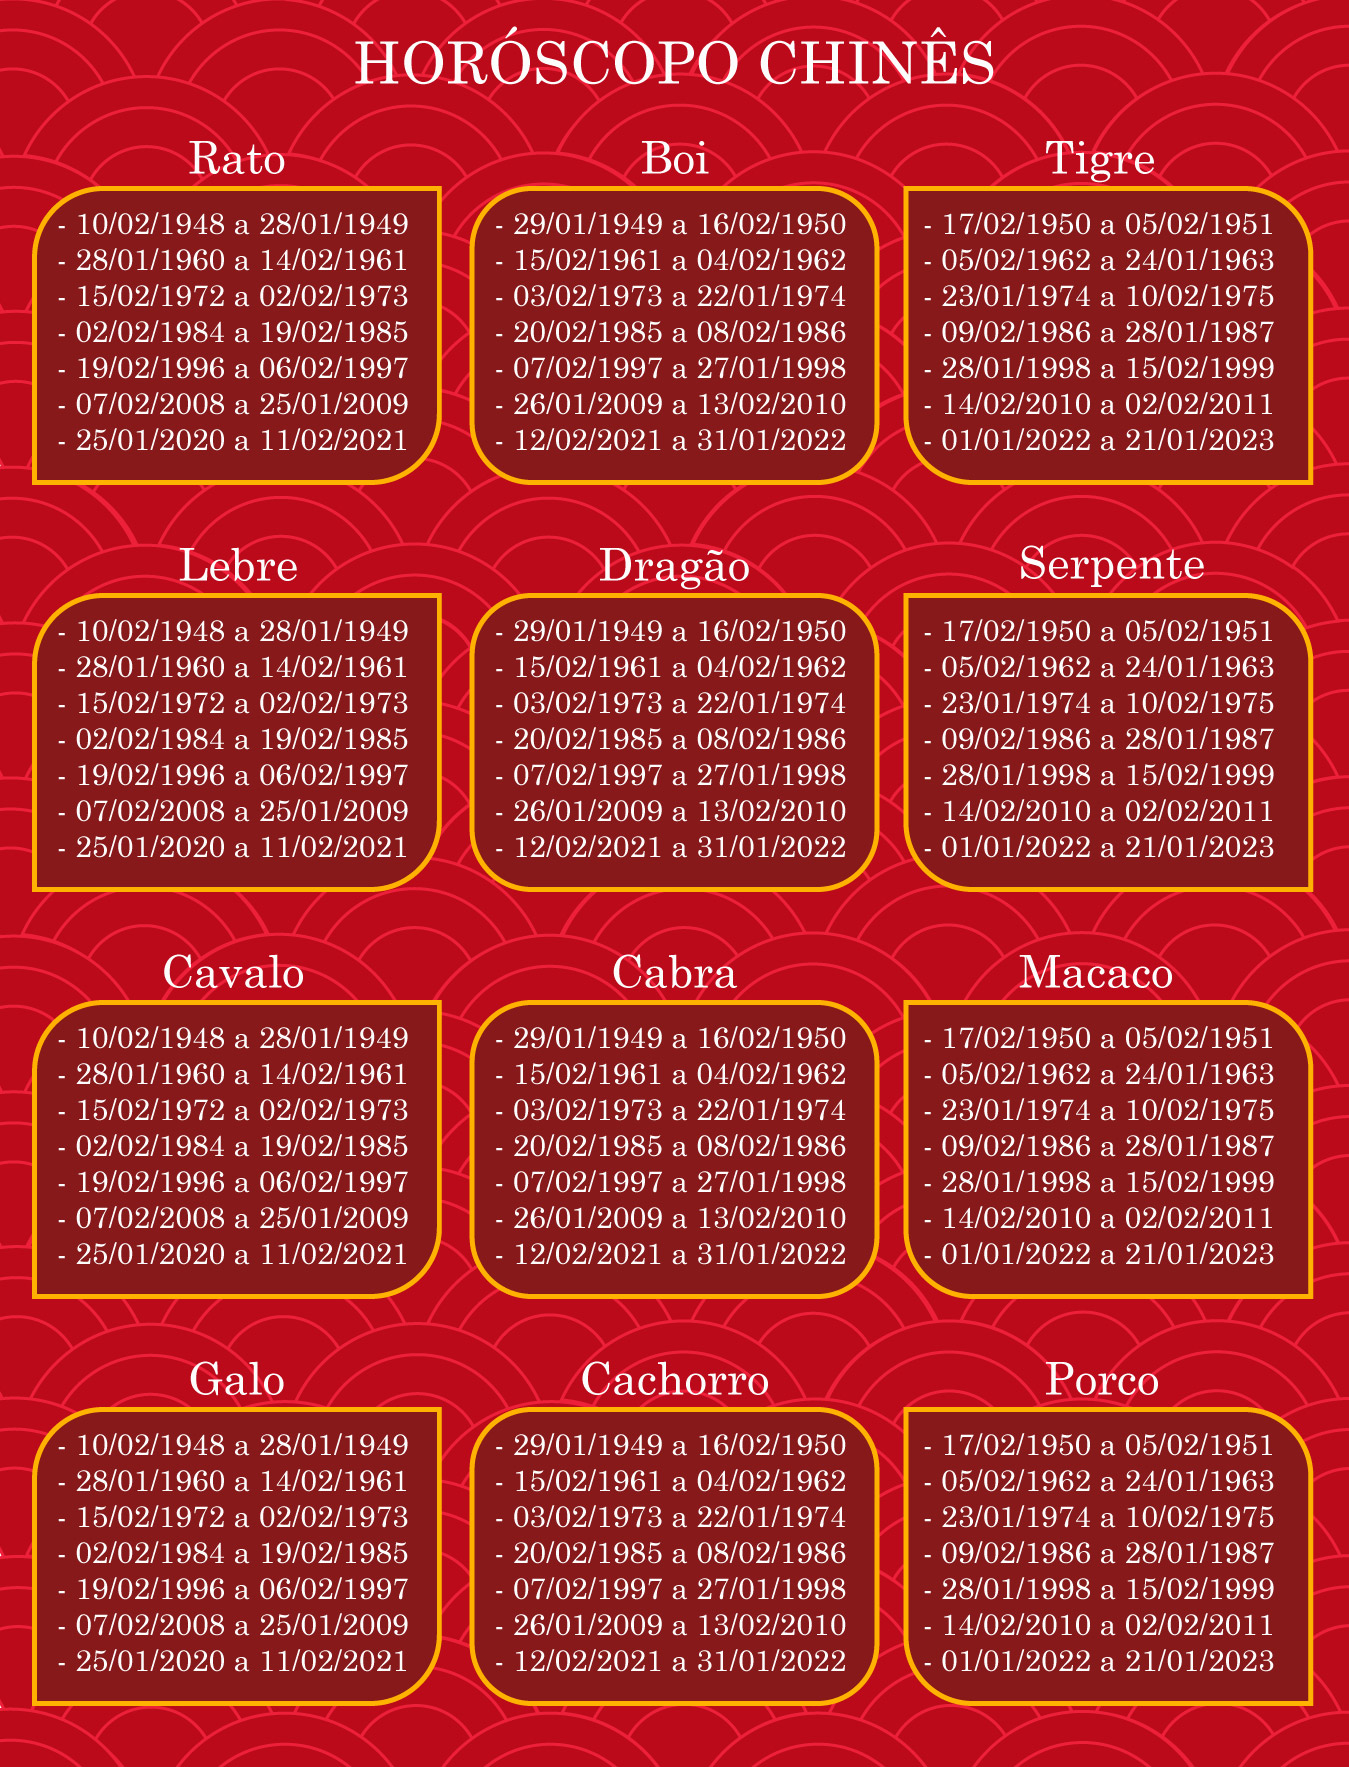 HORÓSCOPO CHINÊS
Rato
- 10/02/1948 a 28/01/1949
- 28/01/1960 a 14/02/1961
- 15/02/1972 a 02/02/1973
- 02/02/1984 a 19/02/1985
- 19/02/1996 a 06/02/1997
- 07/02/2008 a 25/01/2009
- 25/01/2020 a 11/02/2021
Boi
- 29/01/1949 a 16/02/1950
- 15/02/1961 a 04/02/1962
- 03/02/1973 a 22/01/1974
- 20/02/1985 a 08/02/1986
- 07/02/1997 a 27/01/1998
- 26/01/2009 a 13/02/2010
- 12/02/2021 a 31/01/2022
Tigre
- 17/02/1950 a 05/02/1951
- 05/02/1962 a 24/01/1963
- 23/01/1974 a 10/02/1975
- 09/02/1986 a 28/01/1987
- 28/01/1998 a 15/02/1999
- 14/02/2010 a 02/02/2011
- 01/01/2022 a 21/01/2023
Lebre
- 10/02/1948 a 28/01/1949
- 28/01/1960 a 14/02/1961
- 15/02/1972 a 02/02/1973
- 02/02/1984 a 19/02/1985
- 19/02/1996 a 06/02/1997
- 07/02/2008 a 25/01/2009
- 25/01/2020 a 11/02/2021
Dragão
- 29/01/1949 a 16/02/1950
- 15/02/1961 a 04/02/1962
- 03/02/1973 a 22/01/1974
- 20/02/1985 a 08/02/1986
- 07/02/1997 a 27/01/1998
- 26/01/2009 a 13/02/2010
- 12/02/2021 a 31/01/2022
Serpente
- 17/02/1950 a 05/02/1951
- 05/02/1962 a 24/01/1963
- 23/01/1974 a 10/02/1975
- 09/02/1986 a 28/01/1987
- 28/01/1998 a 15/02/1999
- 14/02/2010 a 02/02/2011
- 01/01/2022 a 21/01/2023
Cavalo
- 10/02/1948 a 28/01/1949
- 28/01/1960 a 14/02/1961
- 15/02/1972 a 02/02/1973
- 02/02/1984 a 19/02/1985
- 19/02/1996 a 06/02/1997
- 07/02/2008 a 25/01/2009
- 25/01/2020 a 11/02/2021
Cabra
- 29/01/1949 a 16/02/1950
- 15/02/1961 a 04/02/1962
- 03/02/1973 a 22/01/1974
- 20/02/1985 a 08/02/1986
- 07/02/1997 a 27/01/1998
- 26/01/2009 a 13/02/2010
- 12/02/2021 a 31/01/2022
Macaco
- 17/02/1950 a 05/02/1951
- 05/02/1962 a 24/01/1963
- 23/01/1974 a 10/02/1975
- 09/02/1986 a 28/01/1987
- 28/01/1998 a 15/02/1999
- 14/02/2010 a 02/02/2011
- 01/01/2022 a 21/01/2023
Galo
- 10/02/1948 a 28/01/1949
- 28/01/1960 a 14/02/1961
- 15/02/1972 a 02/02/1973
- 02/02/1984 a 19/02/1985
- 19/02/1996 a 06/02/1997
- 07/02/2008 a 25/01/2009
- 25/01/2020 a 11/02/2021
Cachorro
- 29/01/1949 a 16/02/1950
- 15/02/1961 a 04/02/1962
- 03/02/1973 a 22/01/1974
- 20/02/1985 a 08/02/1986
- 07/02/1997 a 27/01/1998
- 26/01/2009 a 13/02/2010
- 12/02/2021 a 31/01/2022
Porco
- 17/02/1950 a 05/02/1951
- 05/02/1962 a 24/01/1963
- 23/01/1974 a 10/02/1975
- 09/02/1986 a 28/01/1987
- 28/01/1998 a 15/02/1999
- 14/02/2010 a 02/02/2011
- 01/01/2022 a 21/01/2023